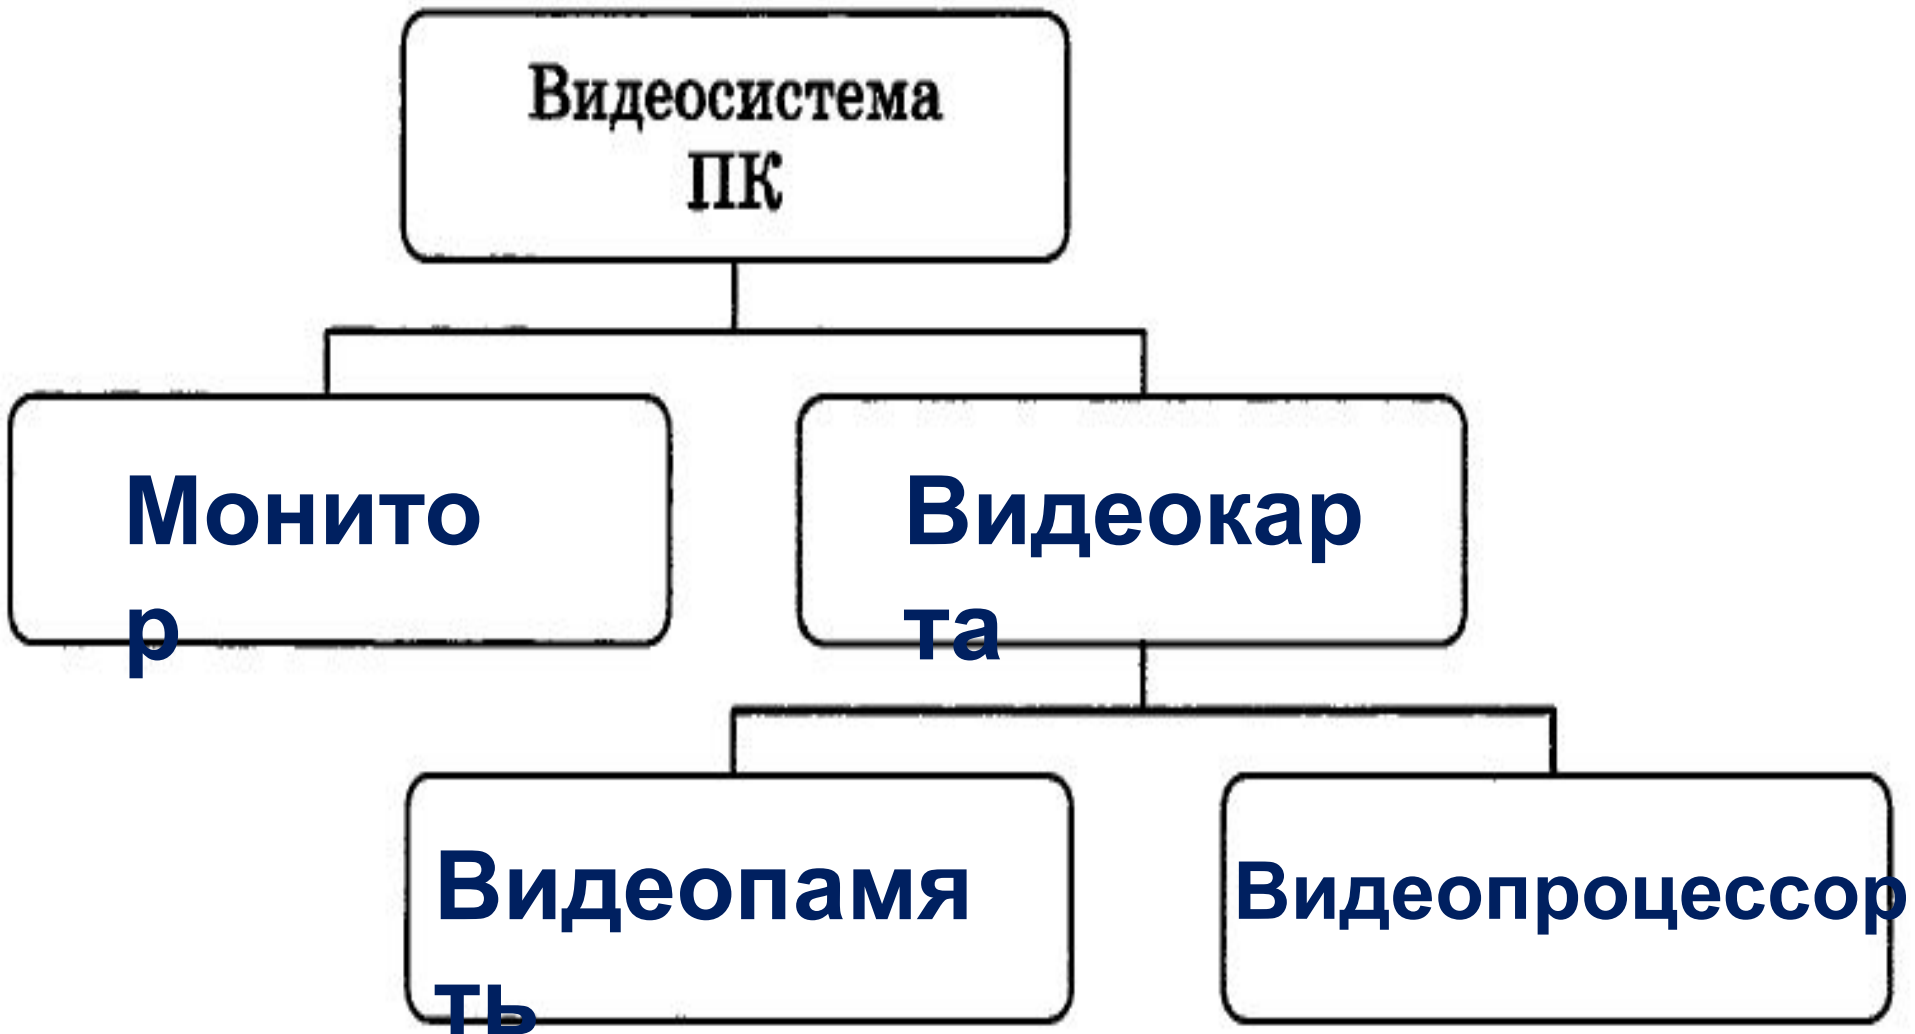 Видеосистема
ПК
Монито
р
Видеокар
та
Видеопамя
ть
Видеопроцессор